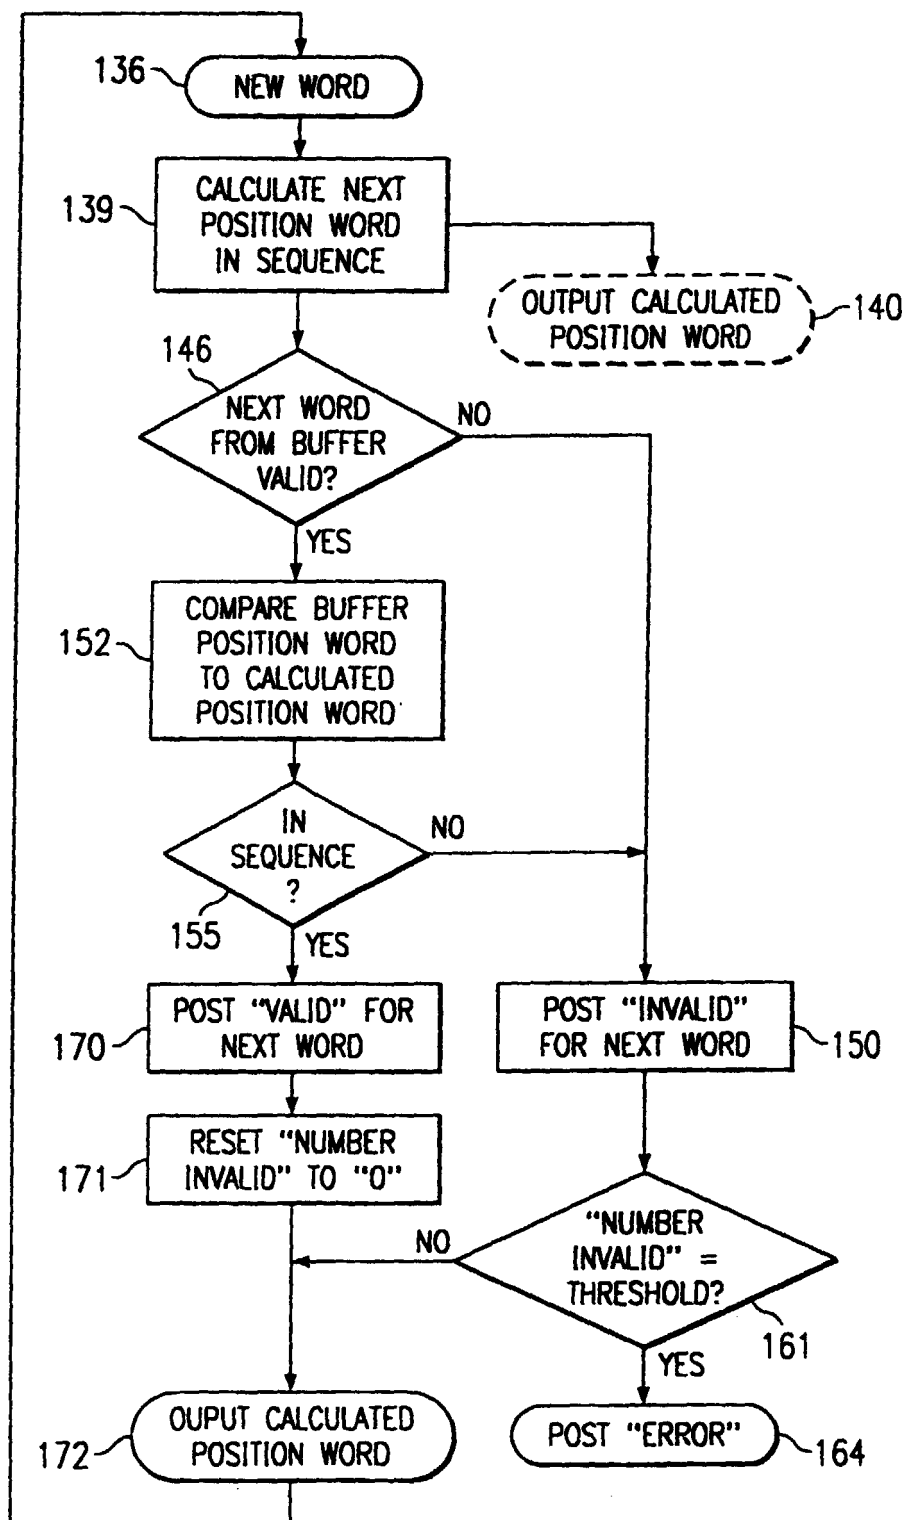 136
NEW WORD
139
CALCULATE NEXT
POSITION WORD
IN SEQUENCE
OUTPUT CALCULATED
POSITION WORD
140
146
NEXT WORD
FROM BUFFER
VALID?
NO
YES
152
COMPARE BUFFER
POSITION WORD
TO CALCULATED
POSITION WORD
IN
SEQUENCE
?
NO
155
YES
170
POST "VALID" FOR
NEXT WORD
POST "INVALID"
FOR NEXT WORD
150
171
RESET "NUMBER
INVALID" TO "0"
NO
"NUMBER
INVALID" =
THRESHOLD?
161
YES
172
OUPUT CALCULATED
POSITION WORD
POST "ERROR"
164